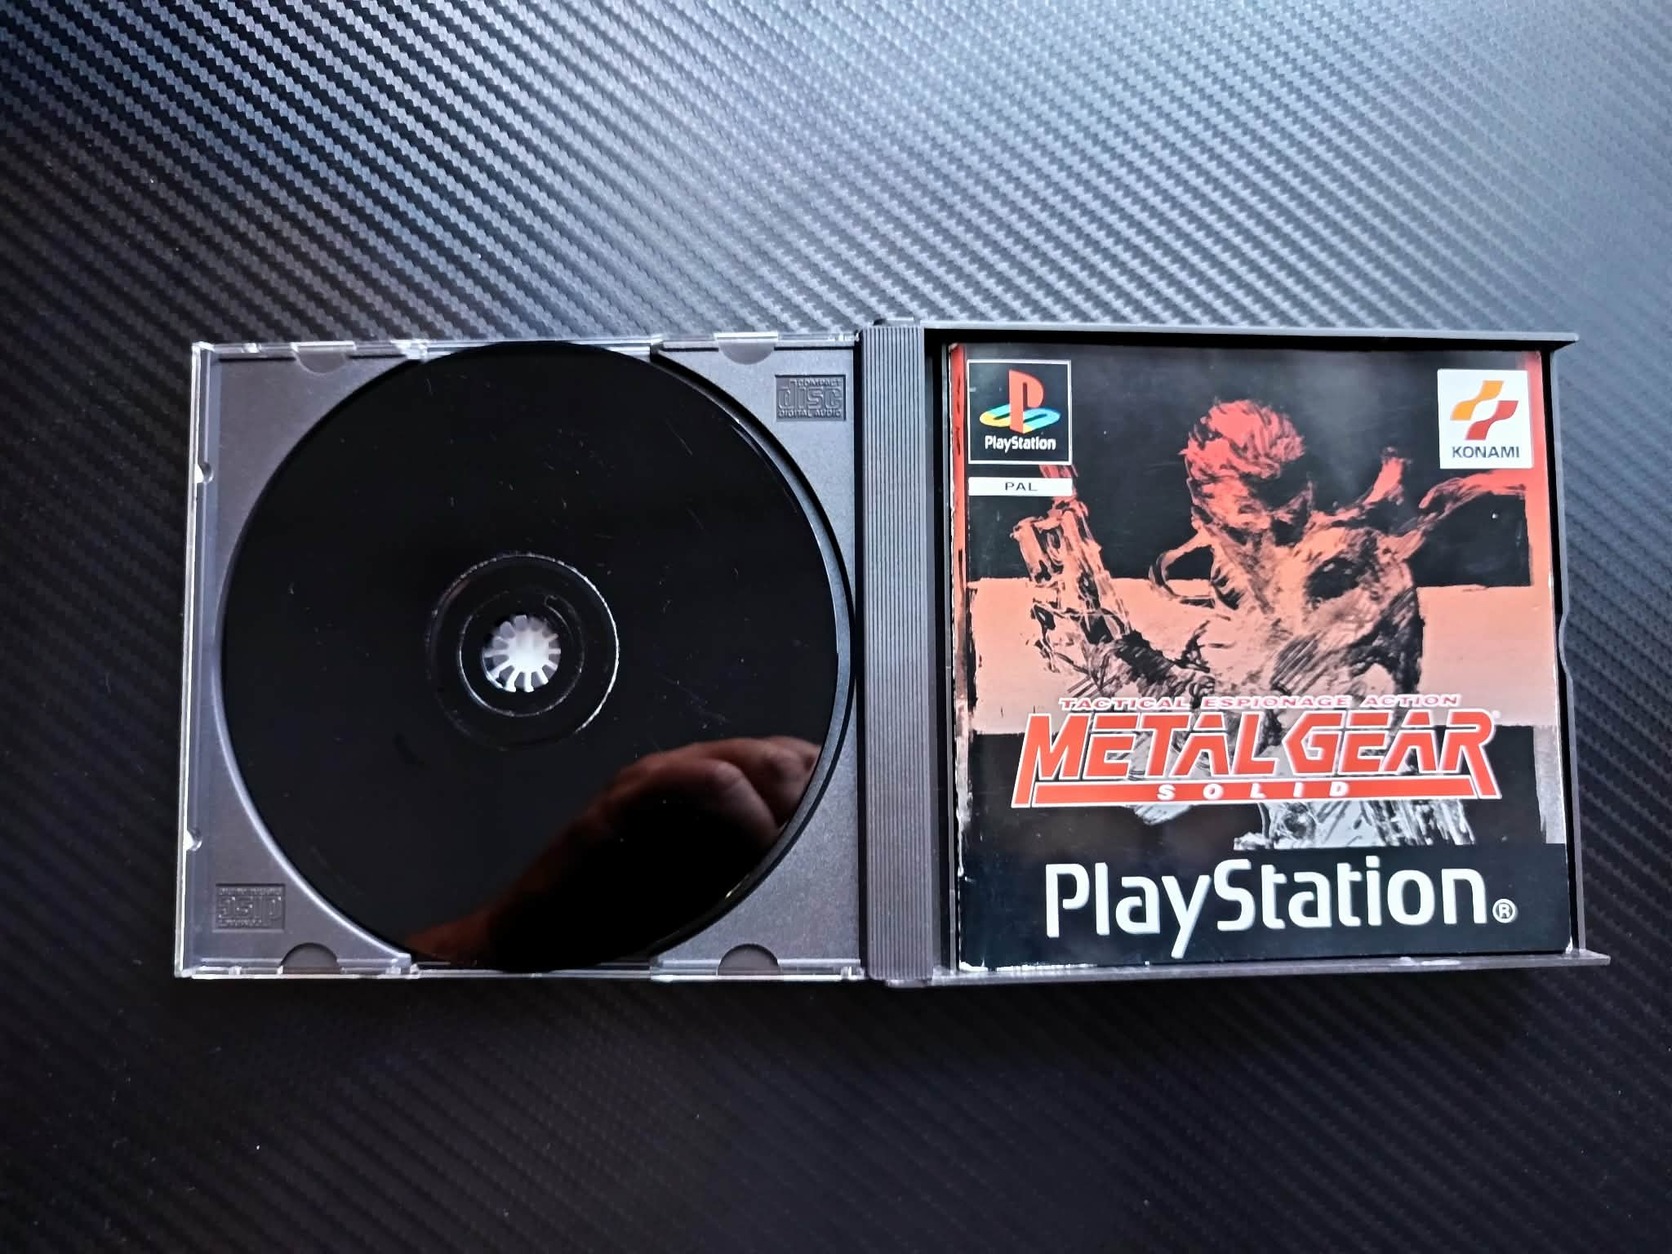 COMPACT
disc
DIGITAL AUDIO
PlayStation
PAL
KONAMI
TACTICAL ESPIONAGE ACTION
METAL GEAR
SOLID
PlayStation®